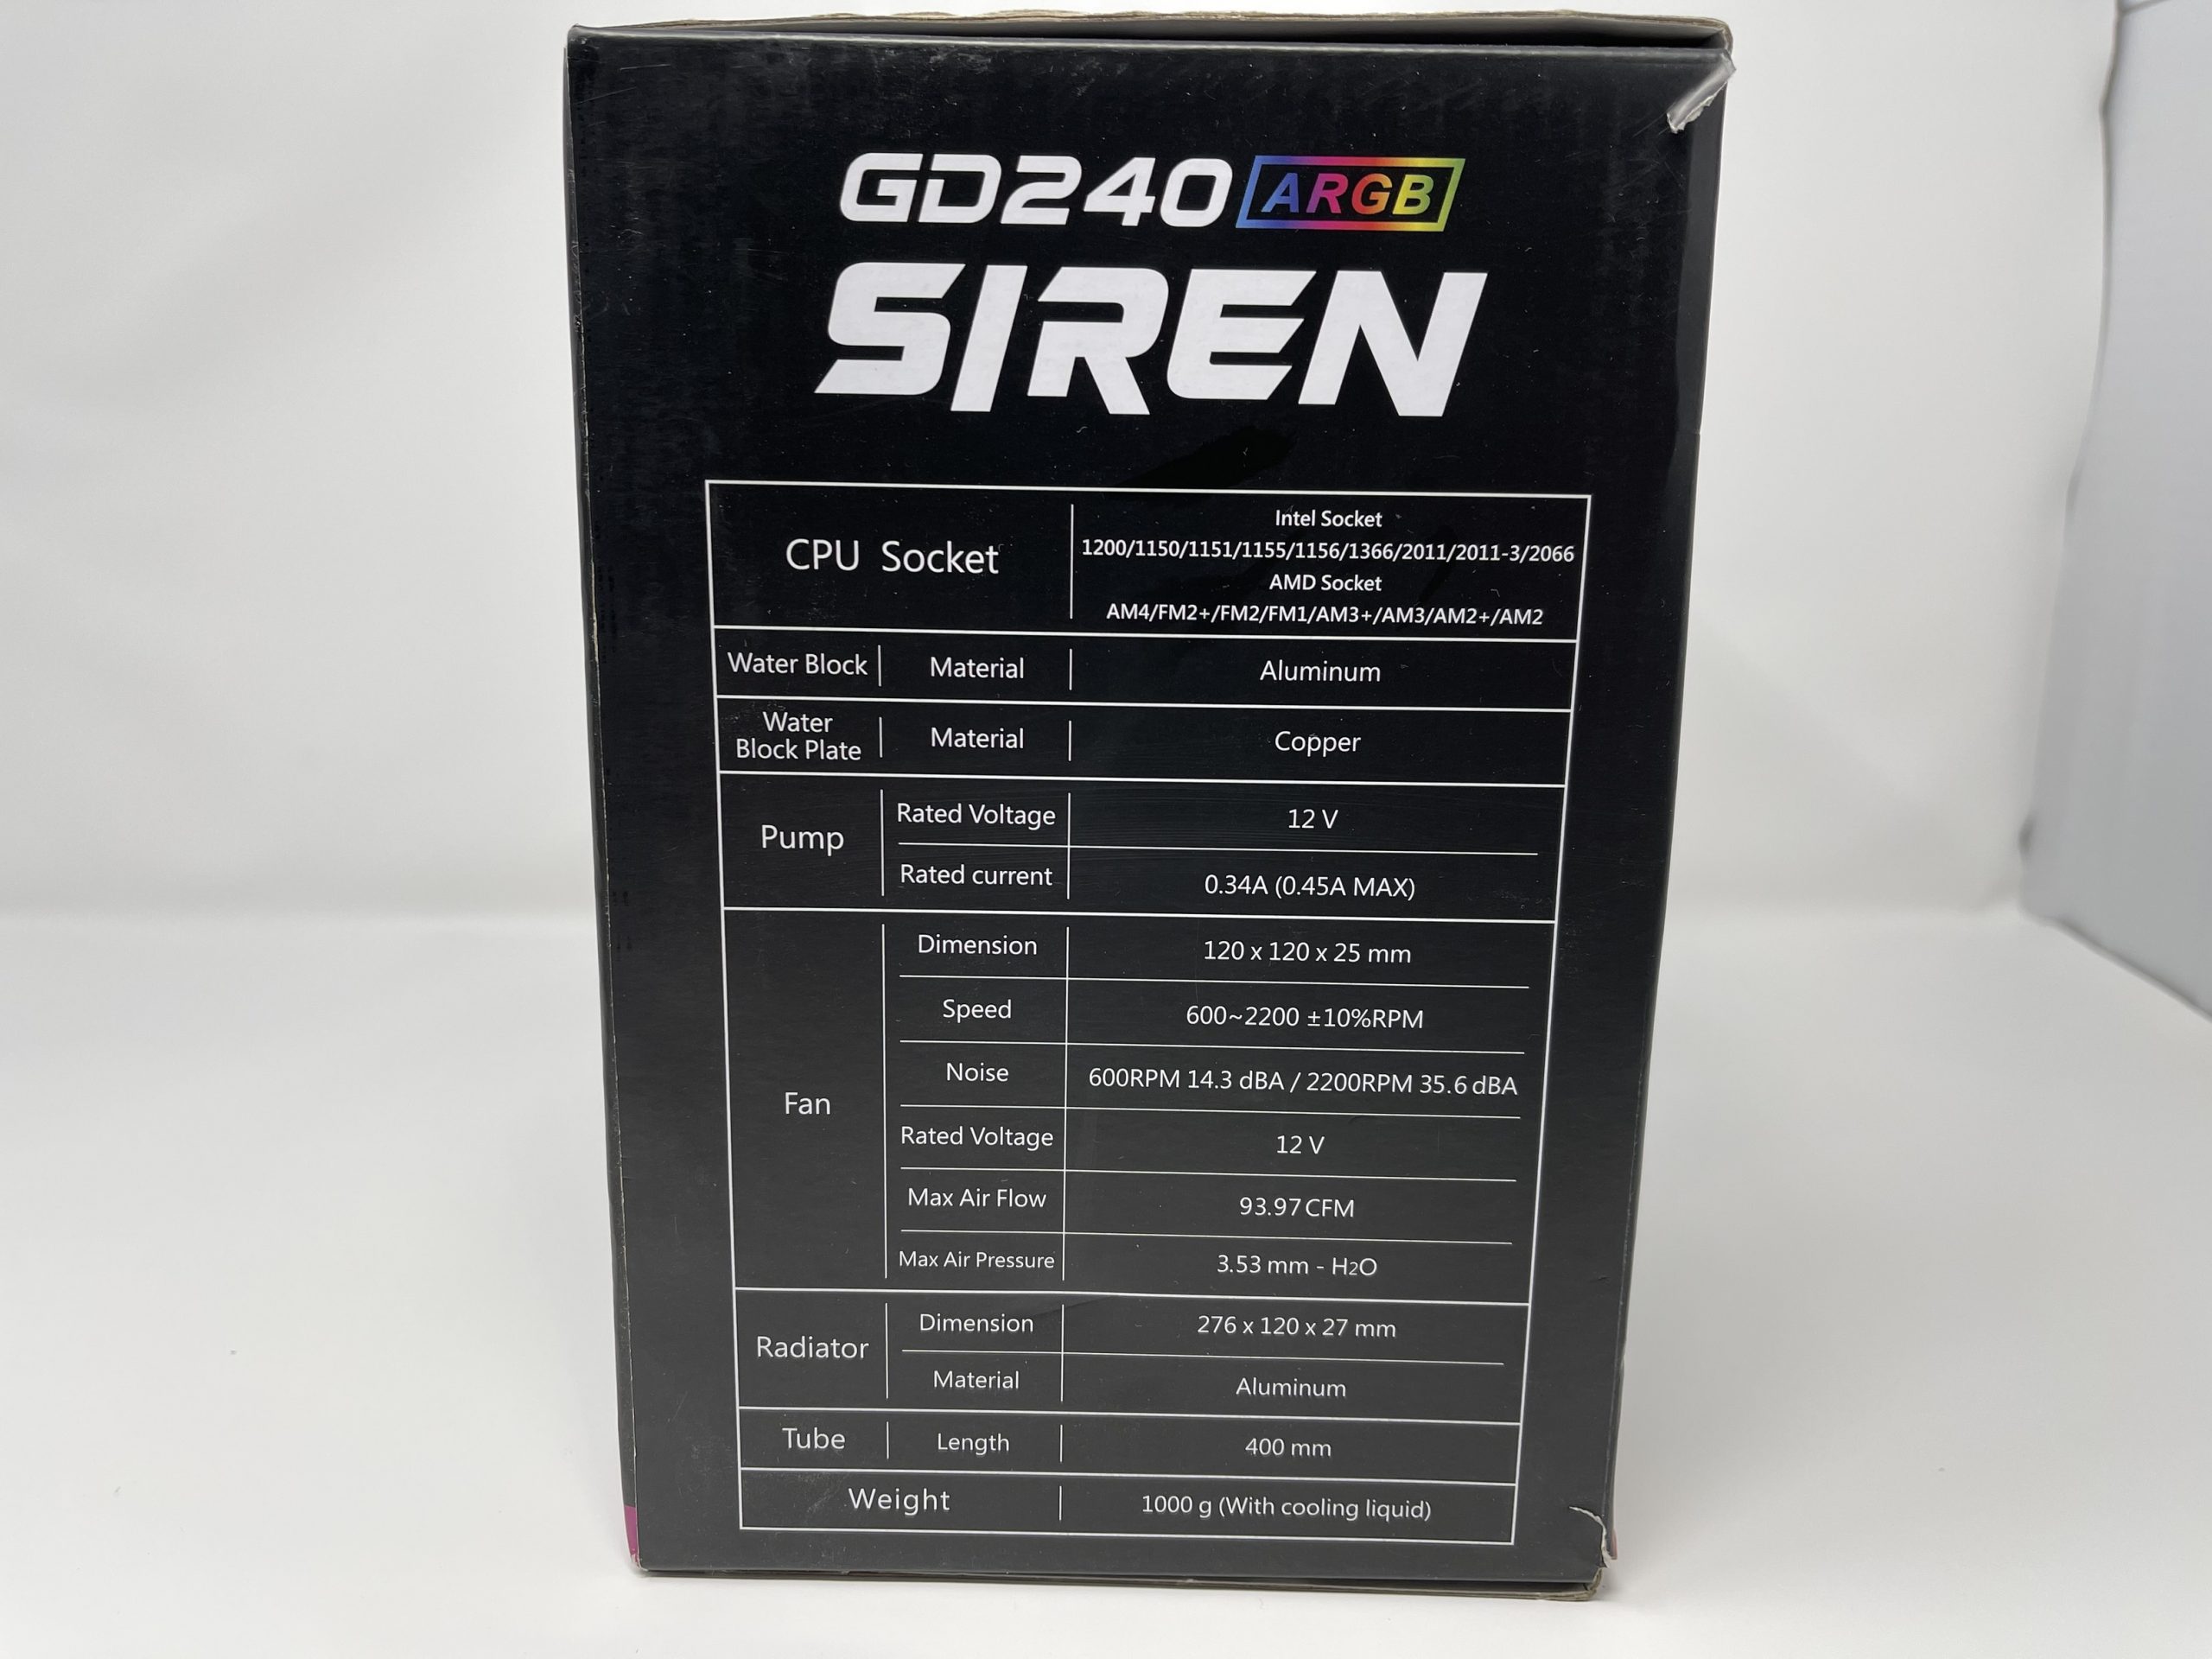 GD240 ARGB
SIREN
CPU Socket
Intel Socket
1200/1150/1151/1155/1156/1366/2011/2011-3/2066
AMD Socket
AM4/FM2+/FM2/FM1/AM3+/AM3/AM2+/AM2
Water Block Material Aluminum
Water
Block Plate
Material Copper
Pump
Rated Voltage 12 V
Rated current 0.34A (0.45A MAX)
Fan
Dimension 120 x 120 x 25 mm
Speed 600~2200 ±10%RPM
Noise 600RPM 14.3 dBA / 2200RPM 35.6 dBA
Rated Voltage 12 V
Max Air Flow 93.97 CFM
Max Air Pressure 3.53 mm - H2O
Radiator
Dimension 276 x 120 x 27 mm
Material Aluminum
Tube Length 400 mm
Weight 1000 g (With cooling liquid)